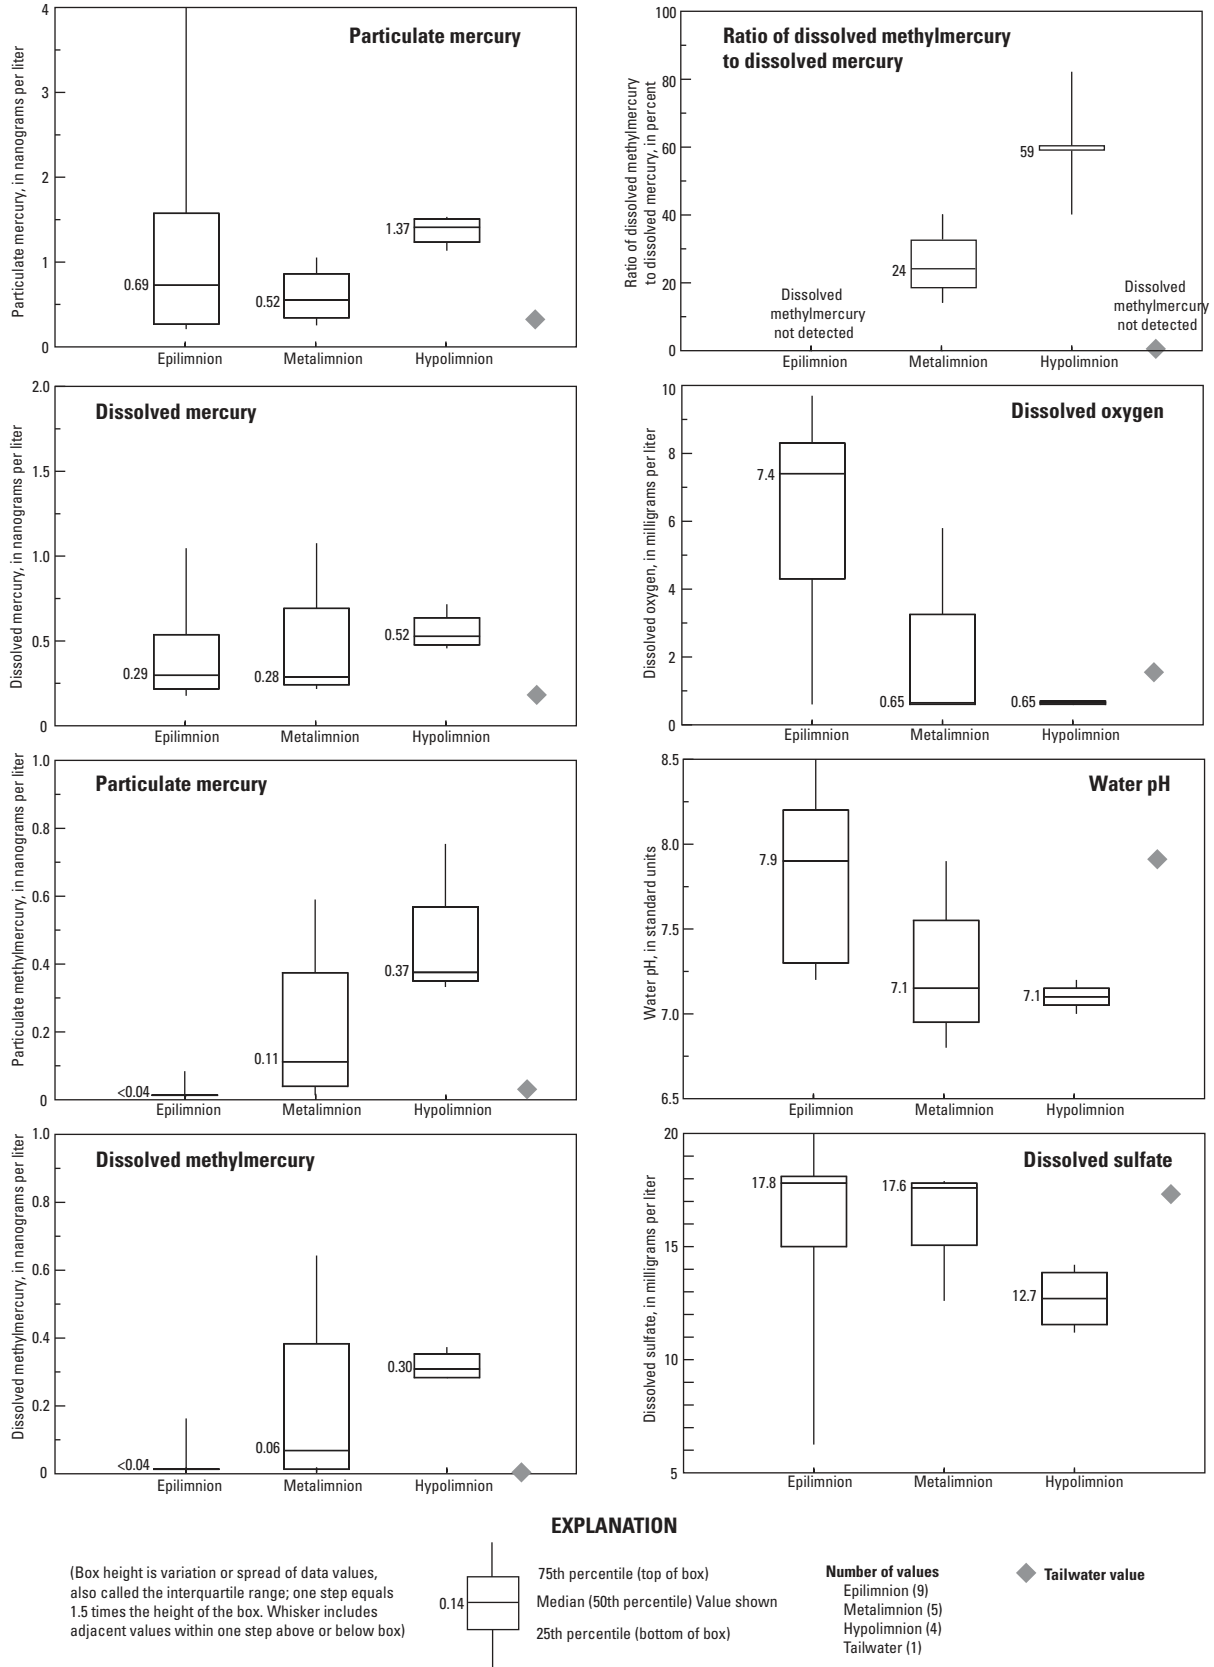 Particulate mercury
Particulate mercury, in nanograms per liter
4
3
2
1
0
0.69
0.52
1.37
Epilimnion
Metalimnion
Hypolimnion
Ratio of dissolved methylmercury
to dissolved mercury
Ratio of dissolved methylmercury
to dissolved mercury, in percent
100
80
60
40
20
0
24
59
Dissolved
methylmercury
not detected
Dissolved
methylmercury
not detected
Epilimnion
Metalimnion
Hypolimnion
Dissolved mercury
Dissolved mercury, in nanograms per liter
2.0
1.5
1.0
0.5
0
0.29
0.28
0.52
Epilimnion
Metalimnion
Hypolimnion
Dissolved oxygen
Dissolved oxygen, in milligrams per liter
10
8
6
4
2
0
7.4
0.65
0.65
Epilimnion
Metalimnion
Hypolimnion
Particulate mercury
Particulate methylmercury, in nanograms per liter
1.0
0.8
0.6
0.4
0.2
0
<0.04
0.11
0.37
Epilimnion
Metalimnion
Hypolimnion
Water pH
Water pH, in standard units
8.5
8.0
7.5
7.0
6.5
7.9
7.1
7.1
Epilimnion
Metalimnion
Hypolimnion
Dissolved methylmercury
Dissolved methylmercury, in nanograms per liter
1.0
0.8
0.6
0.4
0.2
0
<0.04
0.06
0.30
Epilimnion
Metalimnion
Hypolimnion
Dissolved sulfate
Dissolved sulfate, in milligrams per liter
20
15
10
5
17.8
17.6
12.7
Epilimnion
Metalimnion
Hypolimnion
EXPLANATION
(Box height is variation or spread of data values,
also called the interquartile range; one step equals
1.5 times the height of the box. Whisker includes
adjacent values within one step above or below box)
0.14
75th percentile (top of box)
Median (50th percentile) Value shown
25th percentile (bottom of box)
Number of values
Epilimnion (9)
Metalimnion (5)
Hypolimnion (4)
Tailwater (1)
Tailwater value